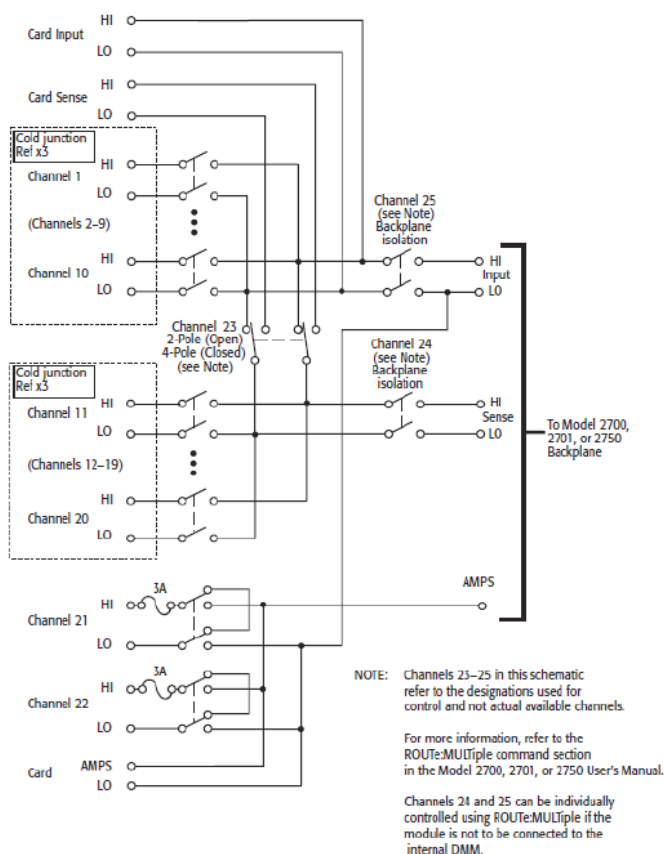 Card Input
HI
LO
Card Sense
HI
LO
Cold junction
Ref x3
Channel 1
HI
LO
(Channels 2–9)
Channel 10
HI
LO
Channel 25
(see Note)
Backplane
isolation
HI
Input
LO
Channel 23
2-Pole (Open)
4-Pole (Closed)
(see Note)
Channel 24
(see Note)
Backplane
isolation
Cold junction
Ref x3
Channel 11
HI
LO
HI
Sense
LO
To Model 2700,
2701, or 2750
Backplane
(Channels 12–19)
Channel 20
HI
LO
AMPS
3A
Channel 21
HI
LO
3A
Channel 22
HI
LO
Card
AMPS
LO
NOTE: Channels 23–25 in this schematic
refer to the designations used for
control and not actual available channels.
For more information, refer to the
ROUTe:MULTiple command section
in the Model 2700, 2701, or 2750 User's Manual.
Channels 24 and 25 can be individually
controlled using ROUTe:MULTiple if the
module is not to be connected to the
internal DMM.